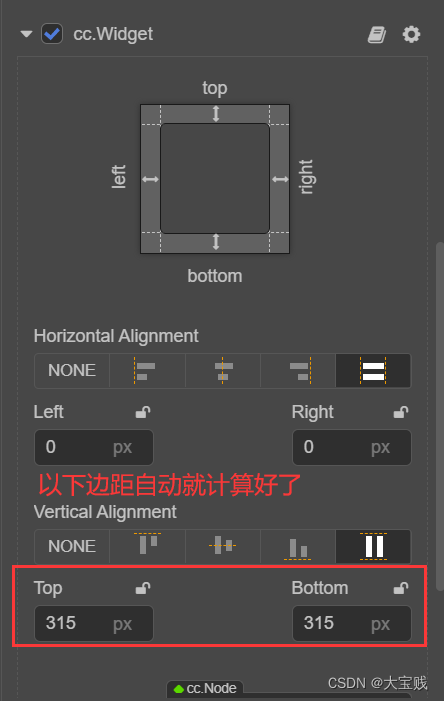 cc.Widget
top
left
right
bottom
Horizontal Alignment
NONE
Left
Right
0 px
0 px
以下边距自动就计算好了
Vertical Alignment
NONE
Top
Bottom
315 px
315 px
cc.Node
CSDN @大宝贱